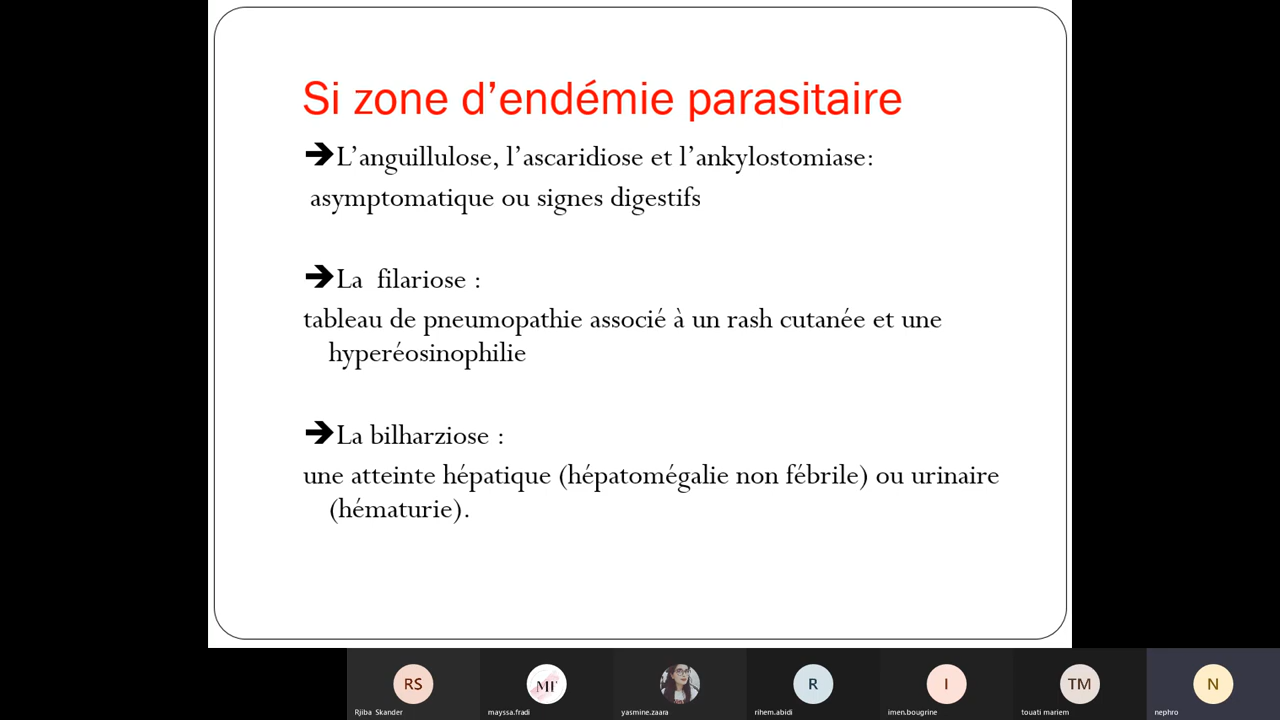 Si zone d’endémie parasitaire
➔L’anguillulose, l’ascaridiose et l’ankylostomiase:
asymptomatique ou signes digestifs
➔La filariose :
tableau de pneumopathie associé à un rash cutanée et une
hyperéosinophilie
➔La bilharziose :
une atteinte hépatique (hépatomégalie non fébrile) ou urinaire
(hématurie).
RS MF R I TM N
Rjiba Skander mayssa.fradi yasmine.zaara rihem.abidi imen.bougrine touati mariem nephro